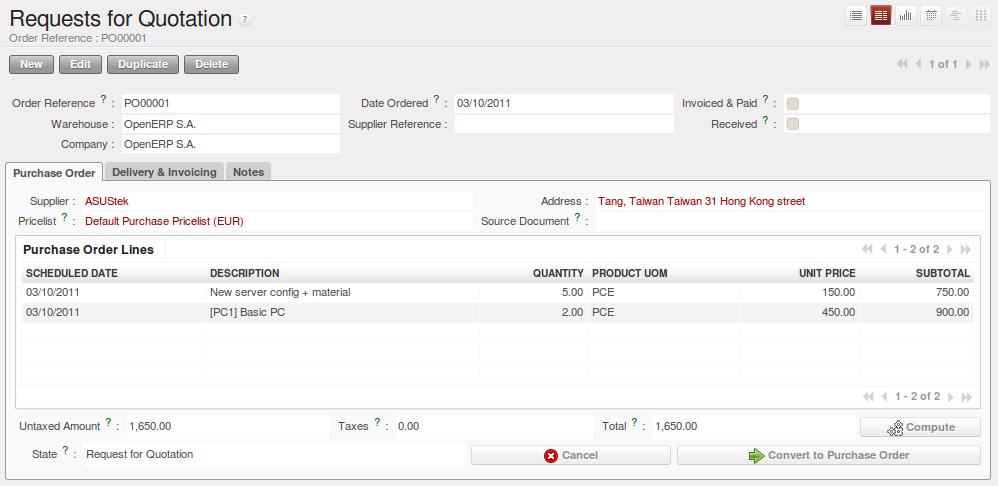 Requests for Quotation ?
Order Reference : PO00001
New Edit Duplicate Delete 1 of 1
Order Reference ? : PO00001 Date Ordered ? : 03/10/2011 Invoiced & Paid ? :
Warehouse : OpenERP S.A. Supplier Reference : Received ? :
Company : OpenERP S.A.
Purchase Order Delivery & Invoicing Notes
Supplier : ASUStek Address : Tang, Taiwan Taiwan 31 Hong Kong street
Pricelist ? : Default Purchase Pricelist (EUR) Source Document ? :
Purchase Order Lines 1 - 2 of 2
SCHEDULED DATE DESCRIPTION QUANTITY PRODUCT UOM UNIT PRICE SUBTOTAL
03/10/2011 New server config + material 5.00 PCE 150.00 750.00
03/10/2011 [PC1] Basic PC 2.00 PCE 450.00 900.00
1 - 2 of 2
Untaxed Amount ? : 1,650.00 Taxes ? : 0.00 Total ? : 1,650.00 Compute
State ? : Request for Quotation Cancel Convert to Purchase Order